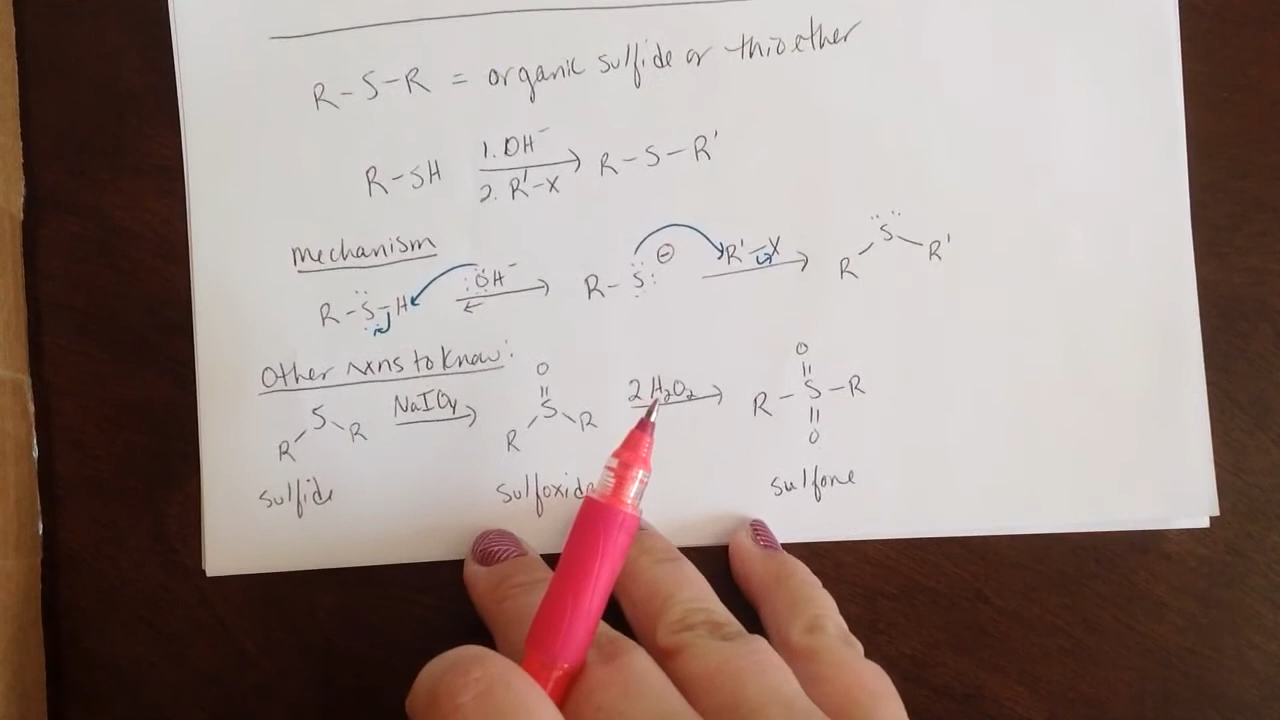 R-S-R = organic sulfide or thioether
R-SH 1. OH⁻ 2. R'-X → R-S-R'
mechanism
R-S-H :ÖH⁻ ⇌ R-S: ⊖ R'-X → R S R'
Other rxns to know:
R S R NaIO4 → O=S R R 2 H2O2 → R-S-R O O
sulfide sulfoxide sulfone